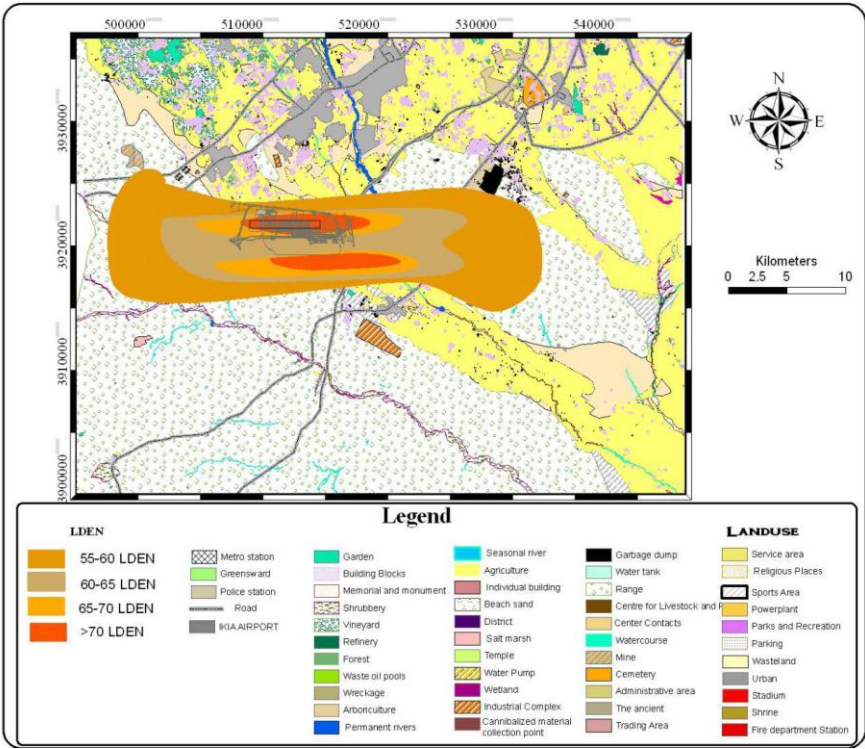 500000 510000 520000 530000 540000
3930000
3920000
3910000
3900000
N
W E
S
Kilometers
0 2.5 5 10
Legend
LDEN
55-60 LDEN
60-65 LDEN
65-70 LDEN
>70 LDEN
Metro station
Greensward
Police station
Road
IKIA AIRPORT
Garden
Building Blocks
Memorial and monument
Shrubbery
Vineyard
Refinery
Forest
Waste oil pools
Wreckage
Arboriculture
Permanent rivers
Seasonal river
Agriculture
Individual building
Beach sand
District
Salt marsh
Temple
Water Pump
Wetland
Industrial Complex
Cannibalized material
collection point
Garbage dump
Water tank
Range
Centre for Livestock and
Center Contacts
Watercourse
Mine
Cemetery
Administrative area
The ancient
Trading Area
LANDUSE
Service area
Religious Places
Sports Area
Powerplant
Parks and Recreation
Parking
Wasteland
Urban
Stadium
Shrine
Fire department Station